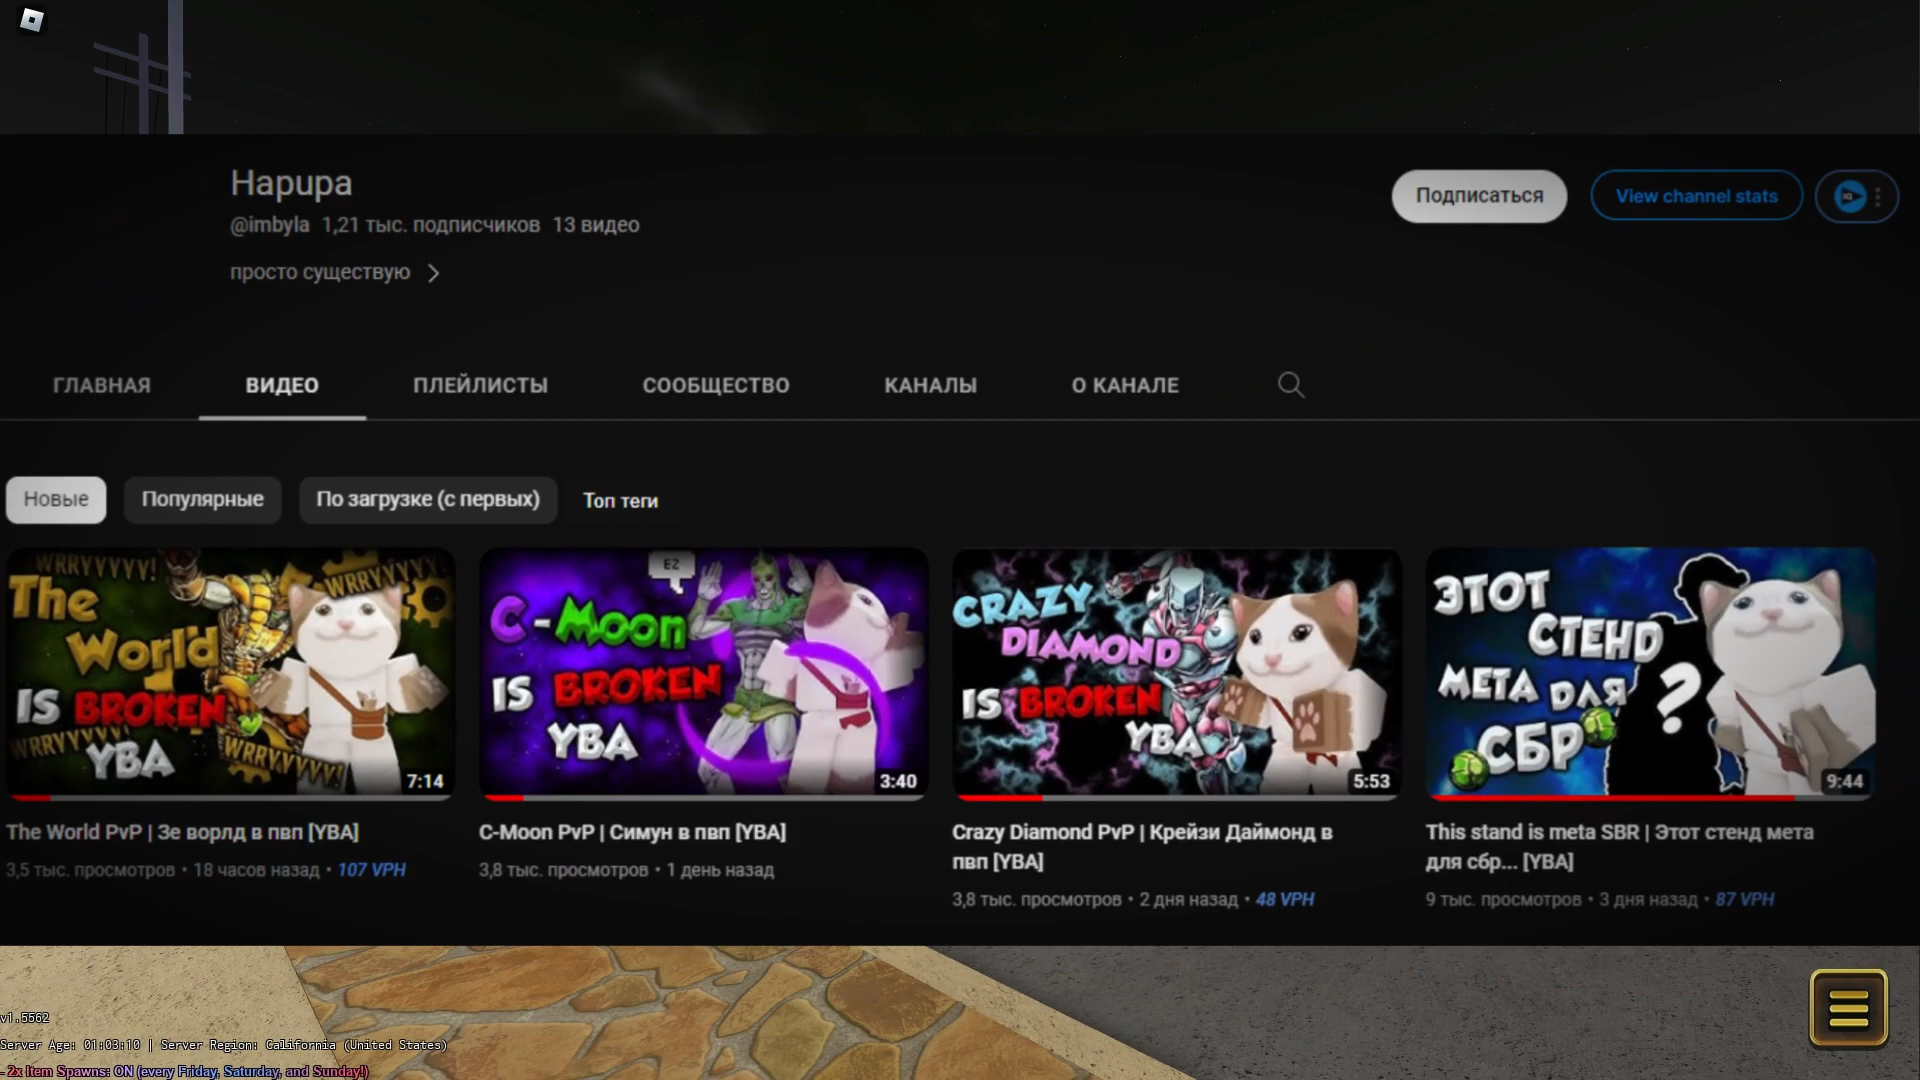 Hapupa
@imbyla 1,21 тыс. подписчиков 13 видео
просто существую
Подписаться
View channel stats
ГЛАВНАЯ ВИДЕО ПЛЕЙЛИСТЫ СООБЩЕСТВО КАНАЛЫ О КАНАЛЕ
Новые Популярные По загрузке (с первых) Топ теги
WRRYYYYY!
WRRYYYYY!
The
World
IS BROKEN
WRRYYYYY!
YBA
WRRYYYYY!
7:14
EZ
C-Moon
IS BROKEN
YBA
3:40
CRAZY
DIAMOND
IS BROKEN
YBA
5:53
ЭТОТ
СТЕНД
МЕТА ДЛЯ
?
СБР
9:44
The World PvP | Зе ворлд в пвп [YBA]
3,5 тыс. просмотров • 18 часов назад • 107 VPH
C-Moon PvP | Симун в пвп [YBA]
3,8 тыс. просмотров • 1 день назад
Crazy Diamond PvP | Крейзи Даймонд в
пвп [YBA]
3,8 тыс. просмотров • 2 дня назад • 48 VPH
This stand is meta SBR | Этот стенд мета
для сбр... [YBA]
9 тыс. просмотров • 3 дня назад • 87 VPH
v1.5562
Server Age: 01:03:10 | Server Region: California (United States)
- 2x Item Spawns: ON (every Friday, Saturday, and Sunday!)